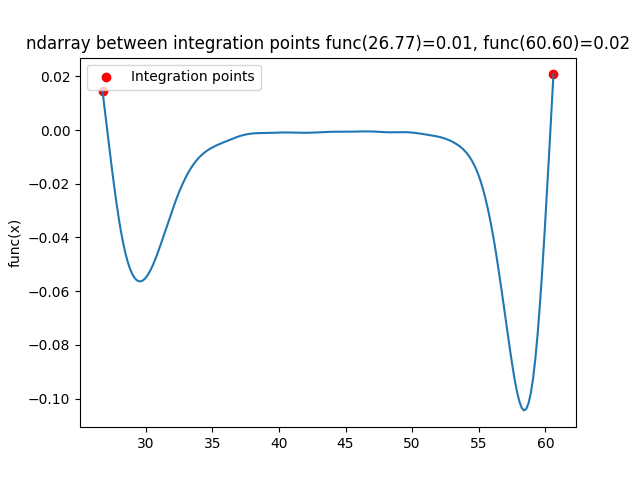 ndarray between integration points func(26.77)=0.01, func(60.60)=0.02
Integration points
0.02
0.00
−0.02
−0.04
−0.06
−0.08
−0.10
func(x)
30 35 40 45 50 55 60